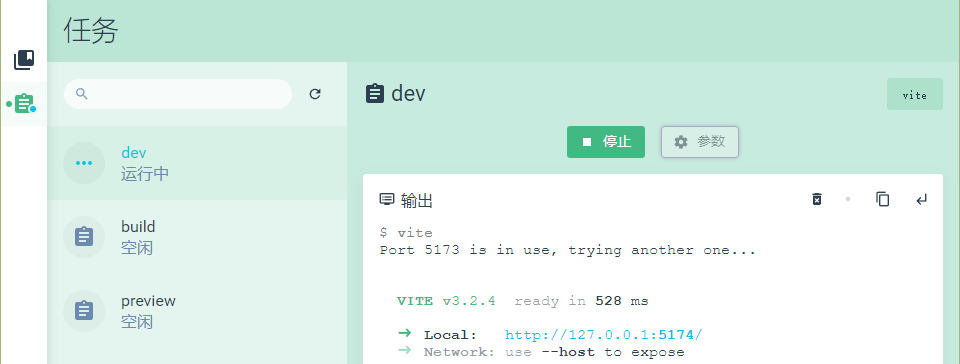 任务
dev
运行中
build
空闲
preview
空闲
dev
vite
停止
参数
输出
$ vite
Port 5173 is in use, trying another one...
VITE v3.2.4 ready in 528 ms
➜ Local: http://127.0.0.1:5174/
➜ Network: use --host to expose